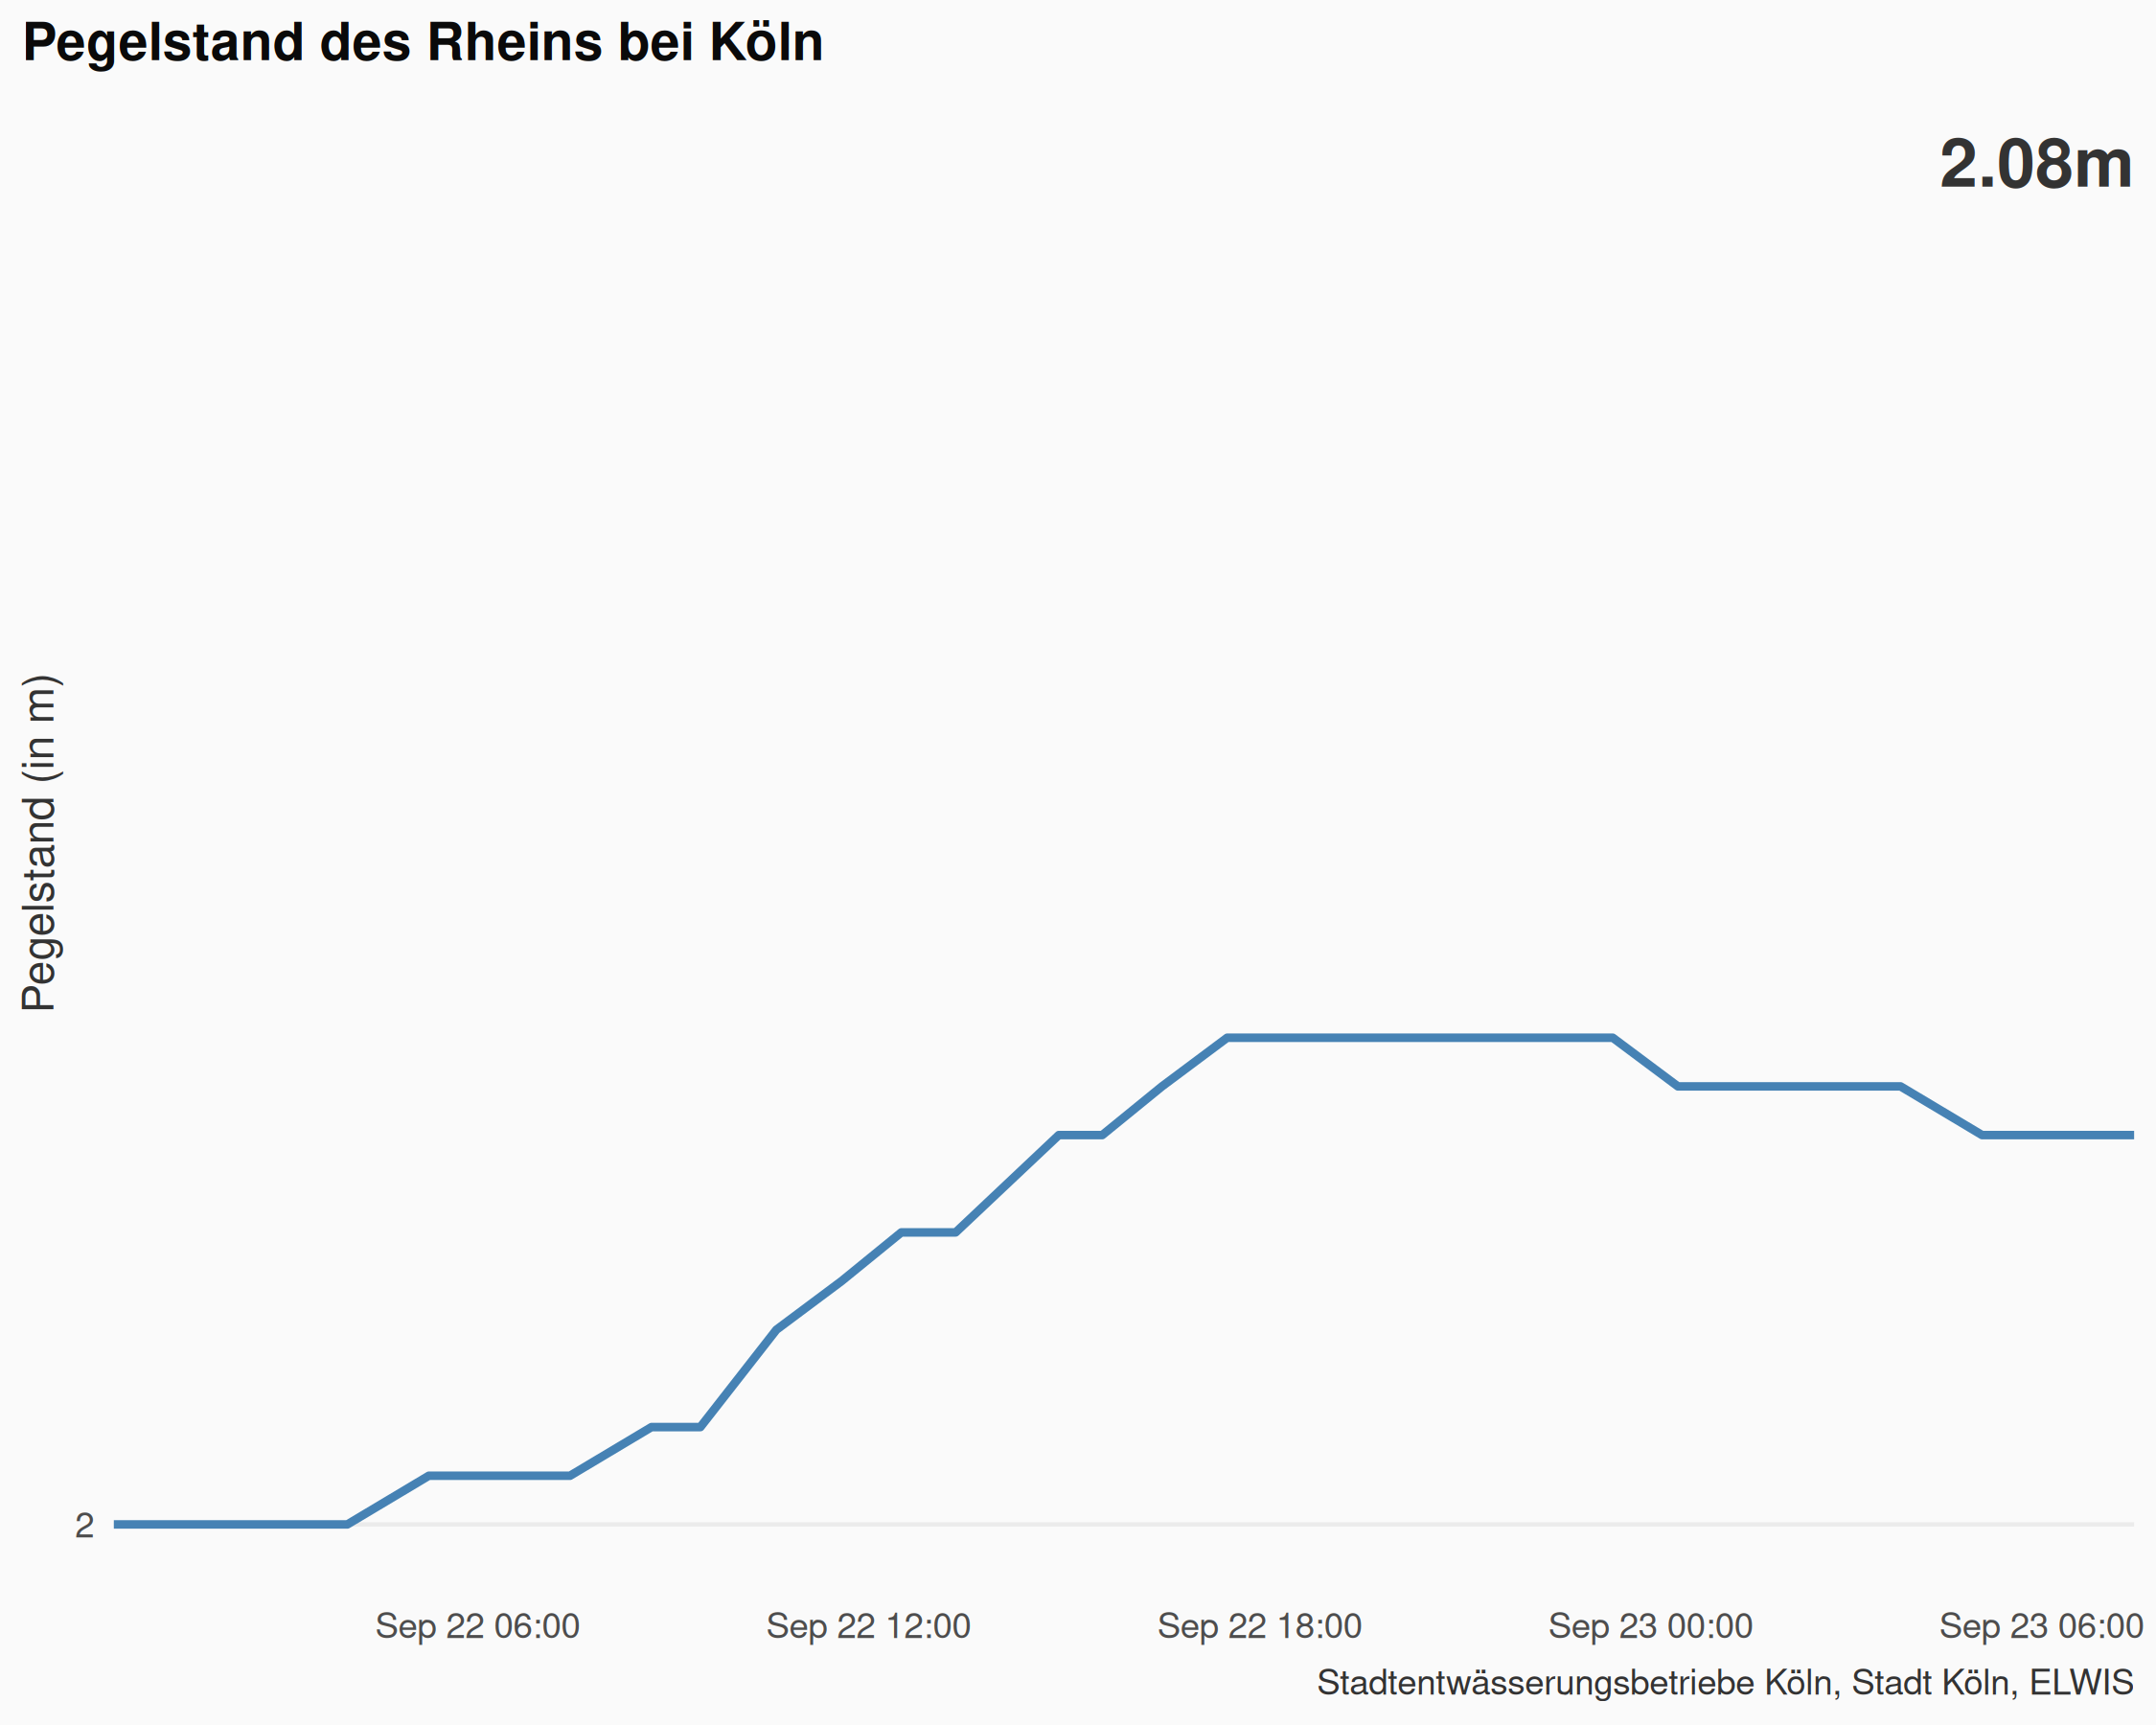 Pegelstand des Rheins bei Köln
2.08m
Pegelstand (in m)
2
Sep 22 06:00
Sep 22 12:00
Sep 22 18:00
Sep 23 00:00
Sep 23 06:00
Stadtentwässerungsbetriebe Köln, Stadt Köln, ELWIS